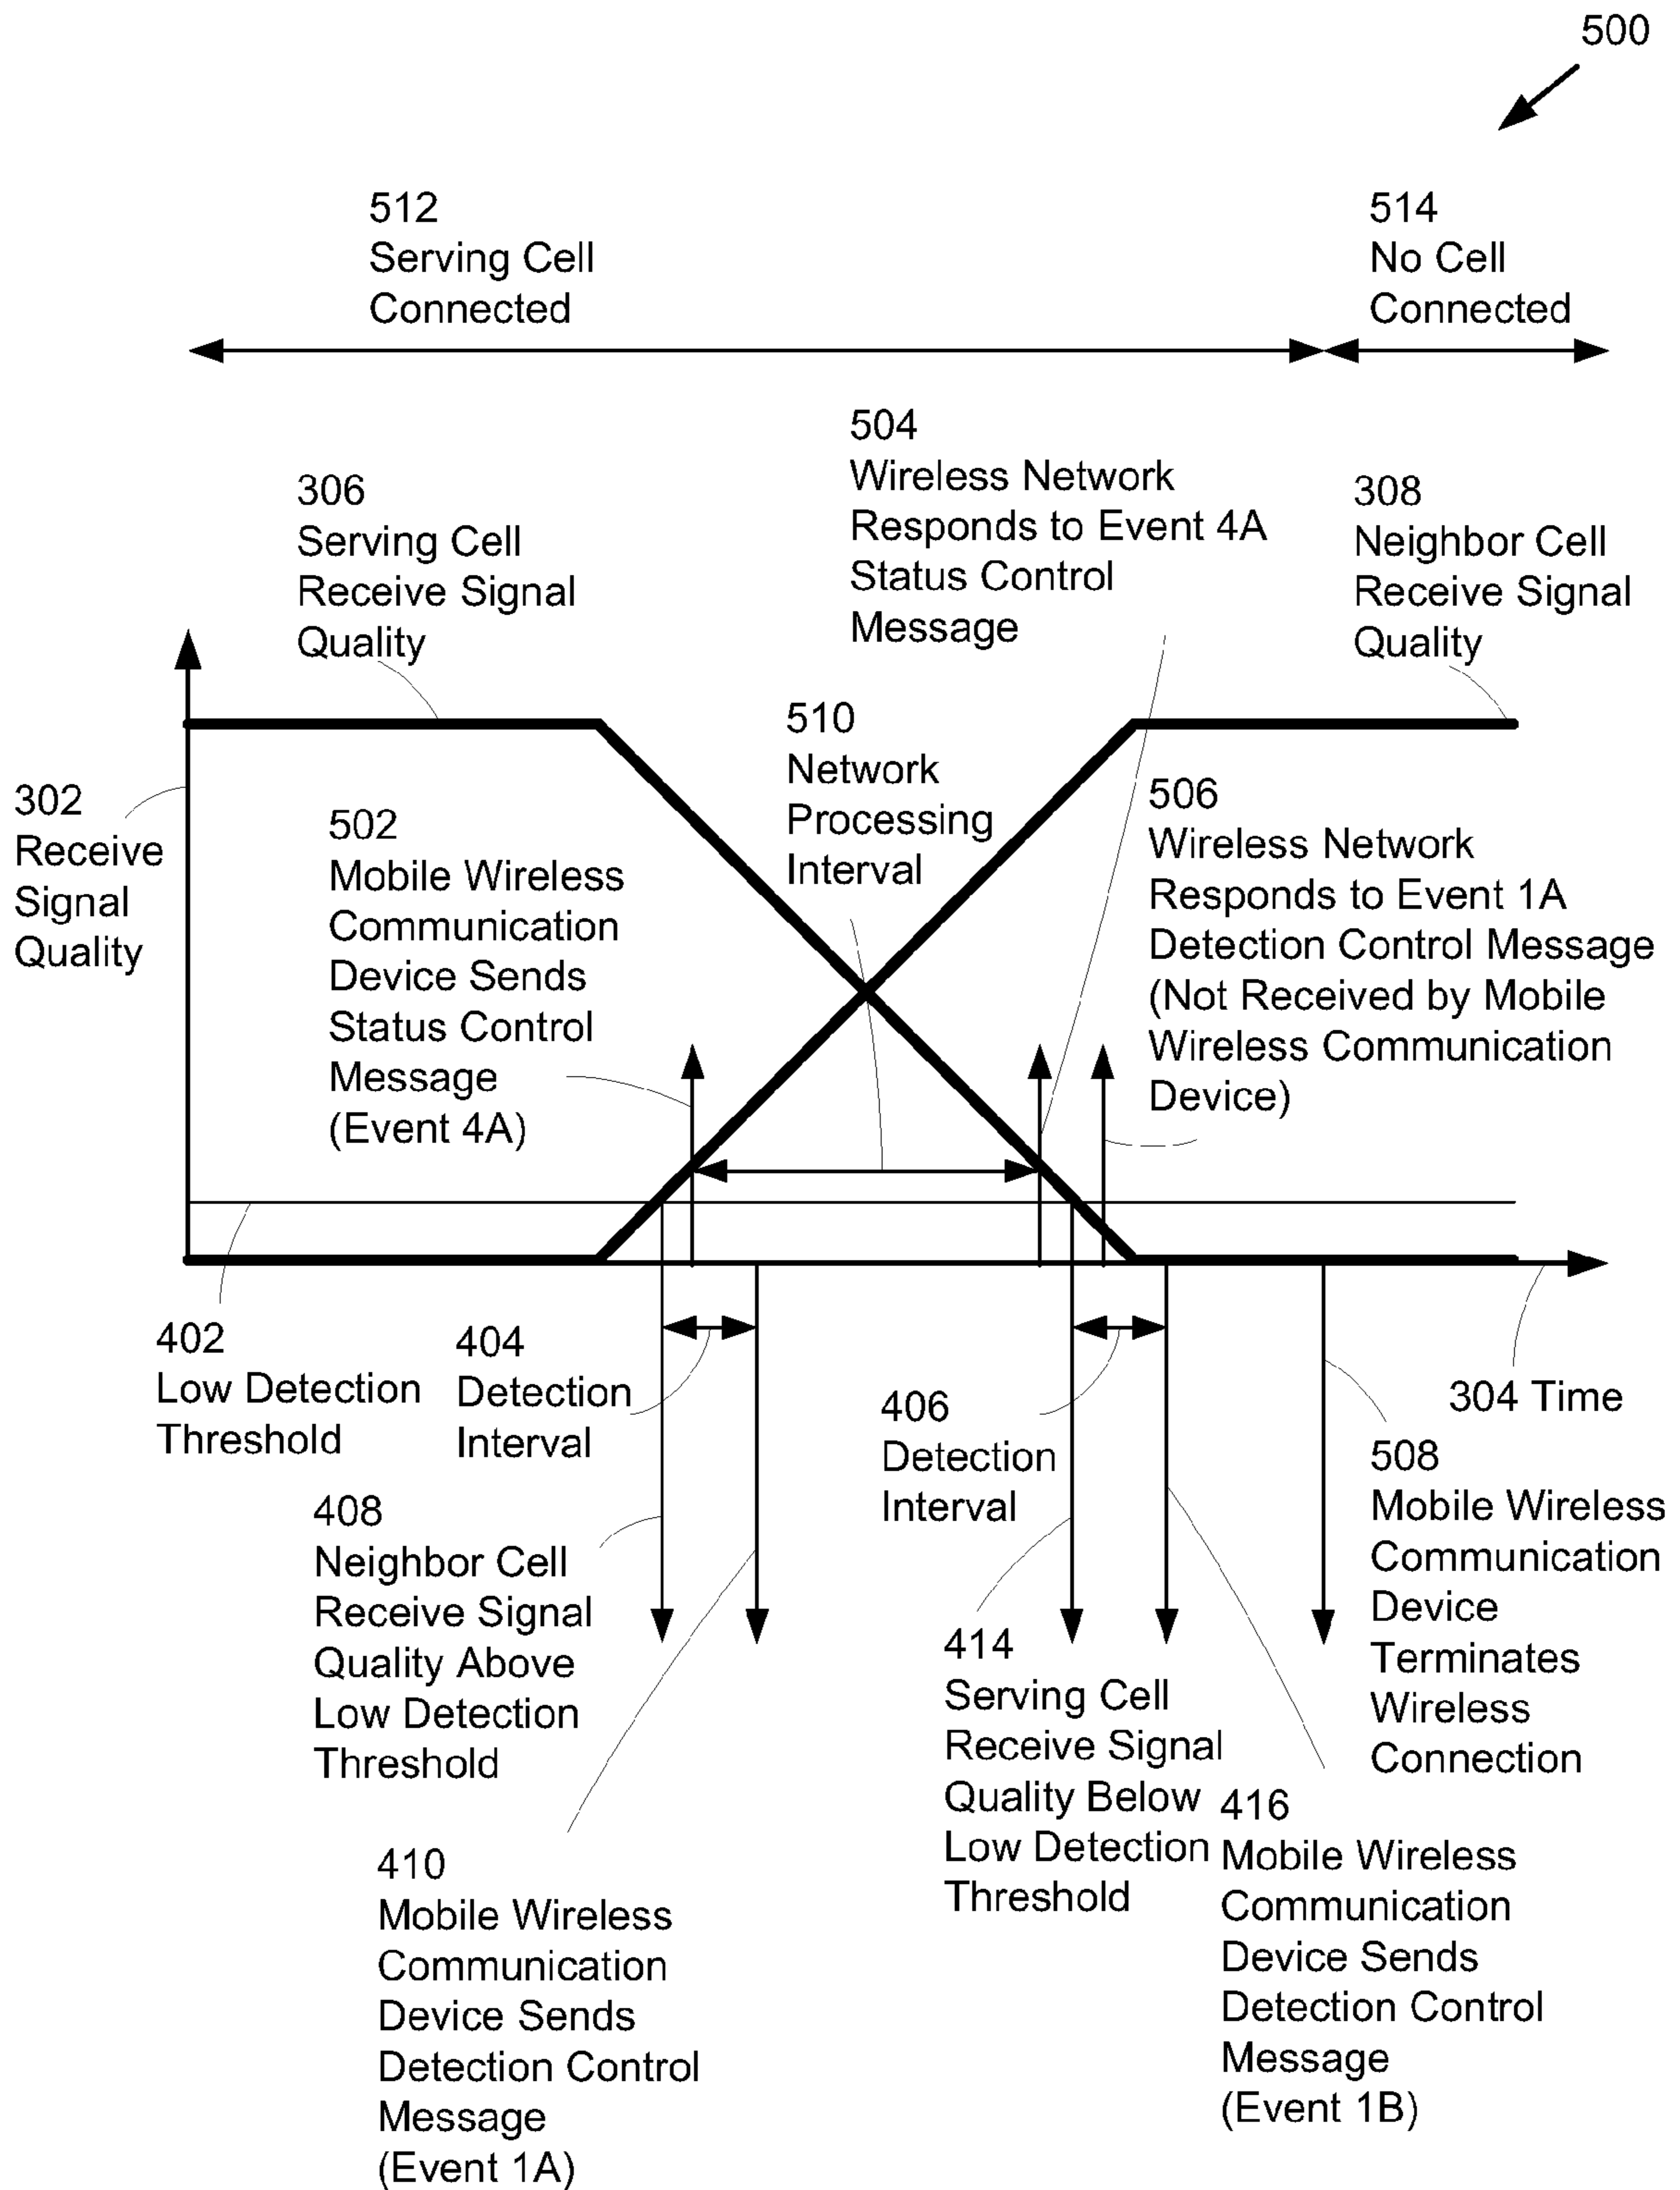 500
512
Serving Cell
Connected
514
No Cell
Connected
504
Wireless Network
Responds to Event 4A
Status Control
Message
306
Serving Cell
Receive Signal
Quality
308
Neighbor Cell
Receive Signal
Quality
510
Network
Processing
Interval
302
Receive
Signal
Quality
502
Mobile Wireless
Communication
Device Sends
Status Control
Message
(Event 4A)
506
Wireless Network
Responds to Event 1A
Detection Control Message
(Not Received by Mobile
Wireless Communication
Device)
402
Low Detection
Threshold
404
Detection
Interval
406
Detection
Interval
304 Time
408
Neighbor Cell
Receive Signal
Quality Above
Low Detection
Threshold
508
Mobile Wireless
Communication
Device
Terminates
Wireless
Connection
414
Serving Cell
Receive Signal
Quality Below
Low Detection
Threshold
410
Mobile Wireless
Communication
Device Sends
Detection Control
Message
(Event 1A)
416
Mobile Wireless
Communication
Device Sends
Detection Control
Message
(Event 1B)